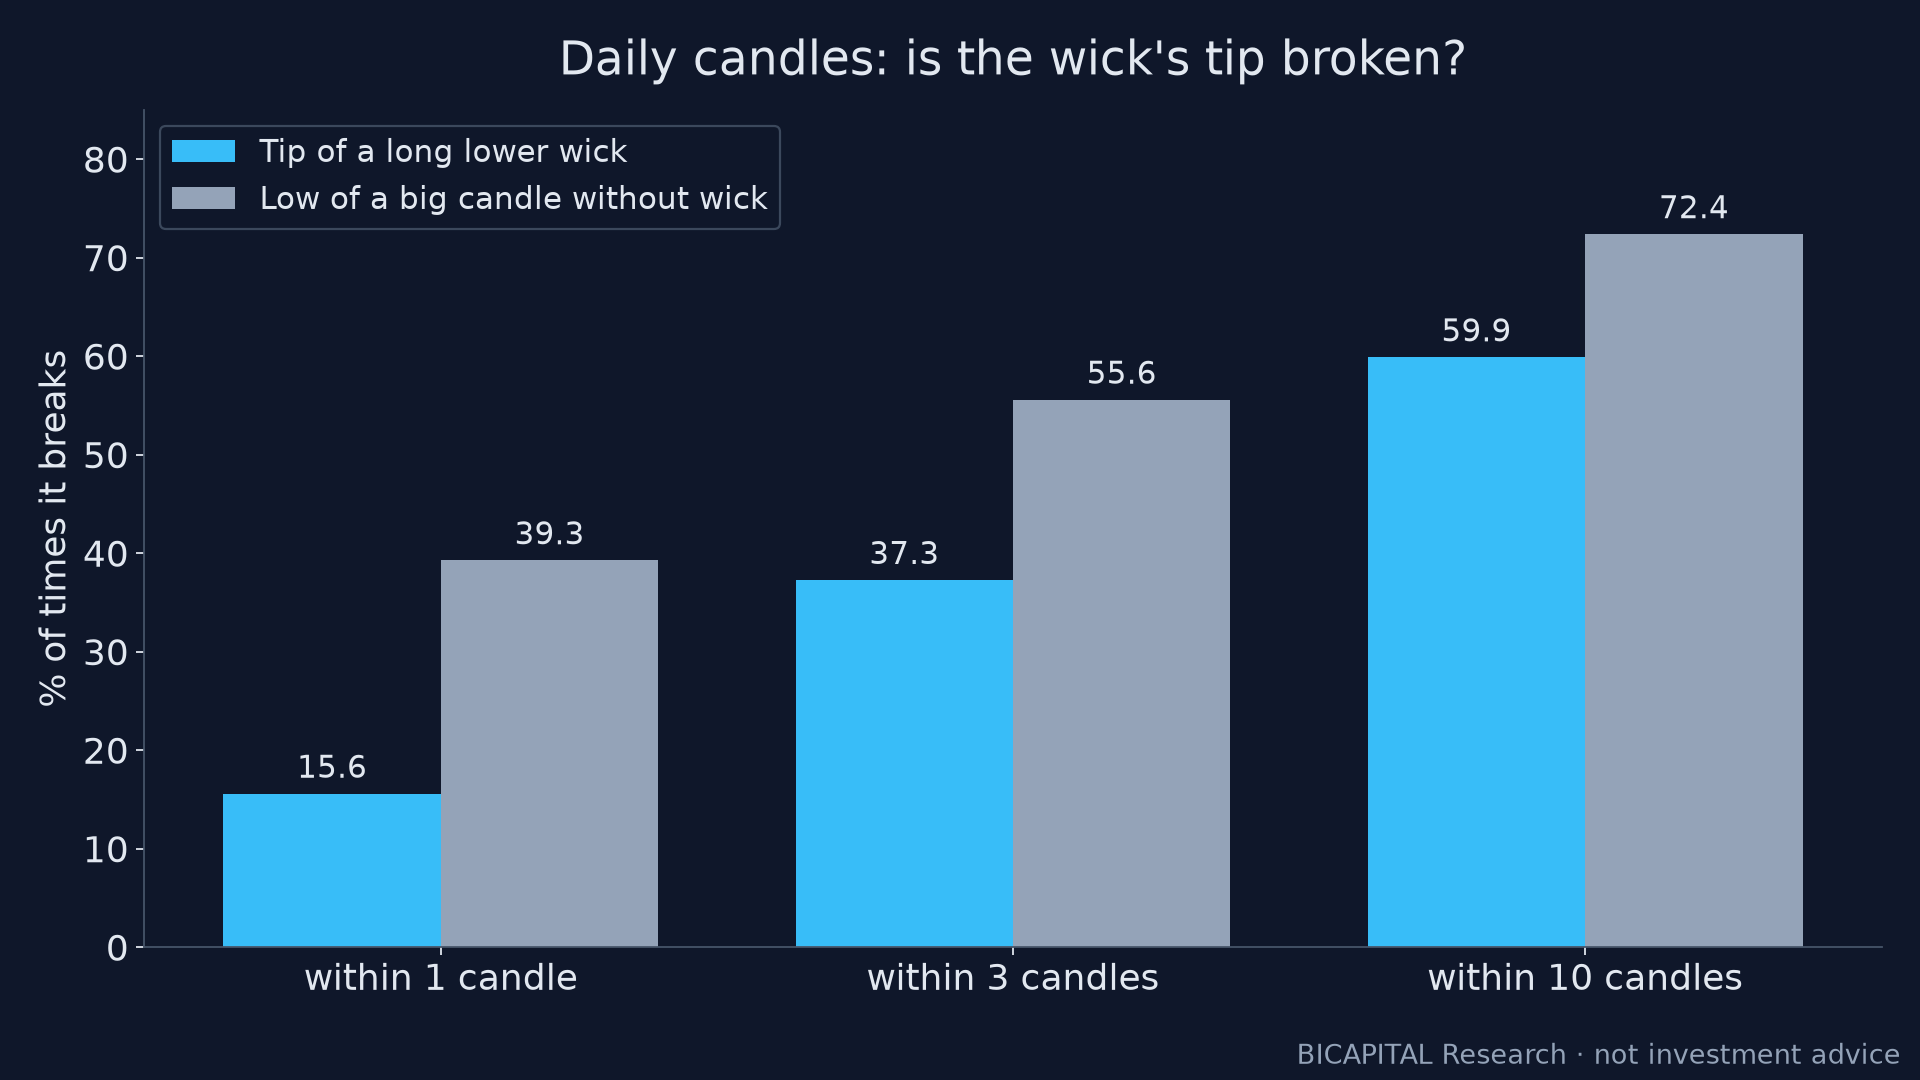 Daily candles: is the wick's tip broken?
Tip of a long lower wick
Low of a big candle without wick
% of times it breaks
80
70
60
50
40
30
20
10
0
15.6
39.3
37.3
55.6
59.9
72.4
within 1 candle
within 3 candles
within 10 candles
BICAPITAL Research · not investment advice